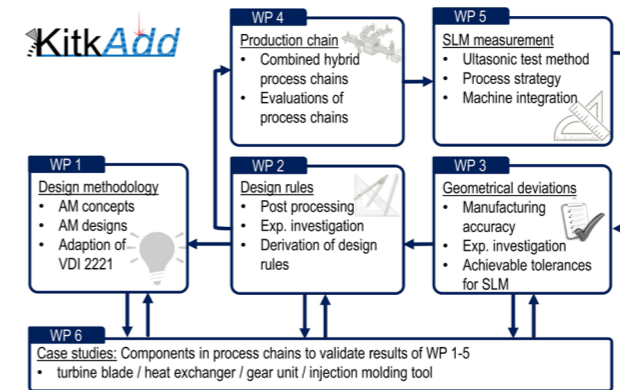 KitkAdd
WP 4
Production chain
• Combined hybrid
process chains
• Evaluations of
process chains
WP 5
SLM measurement
• Ultasonic test method
• Process strategy
• Machine integration
WP 1
Design methodology
• AM concepts
• AM designs
• Adaption of
VDI 2221
WP 2
Design rules
• Post processing
• Exp. investigation
• Derivation of design
rules
WP 3
Geometrical deviations
• Manufacturing
accuracy
• Exp. investigation
• Achievable tolerances
for SLM
WP 6
Case studies: Components in process chains to validate results of WP 1-5
• turbine blade / heat exchanger / gear unit / injection molding tool